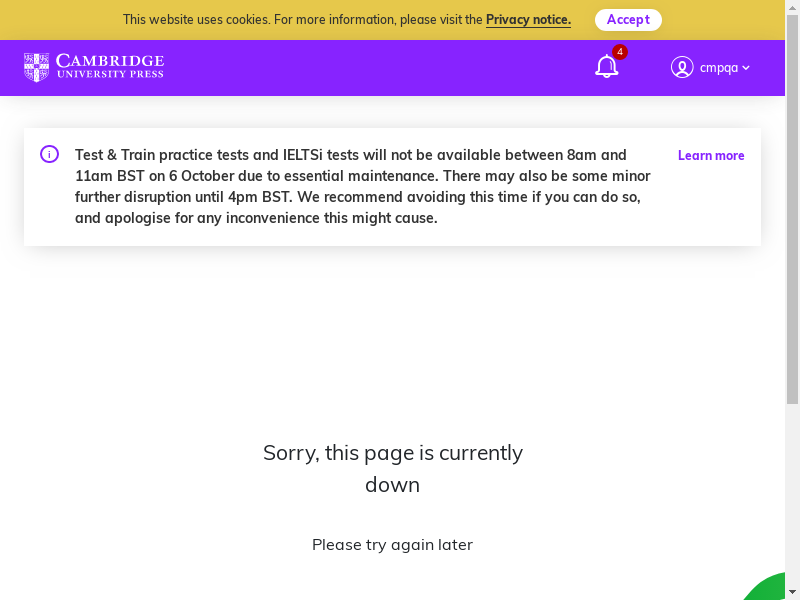 This website uses cookies. For more information, please visit the Privacy notice.
Accept
CAMBRIDGE
UNIVERSITY PRESS
4
cmpqa
Test & Train practice tests and IELTSi tests will not be available between 8am and
11am BST on 6 October due to essential maintenance. There may also be some minor
further disruption until 4pm BST. We recommend avoiding this time if you can do so,
and apologise for any inconvenience this might cause.
Learn more
Sorry, this page is currently
down
Please try again later